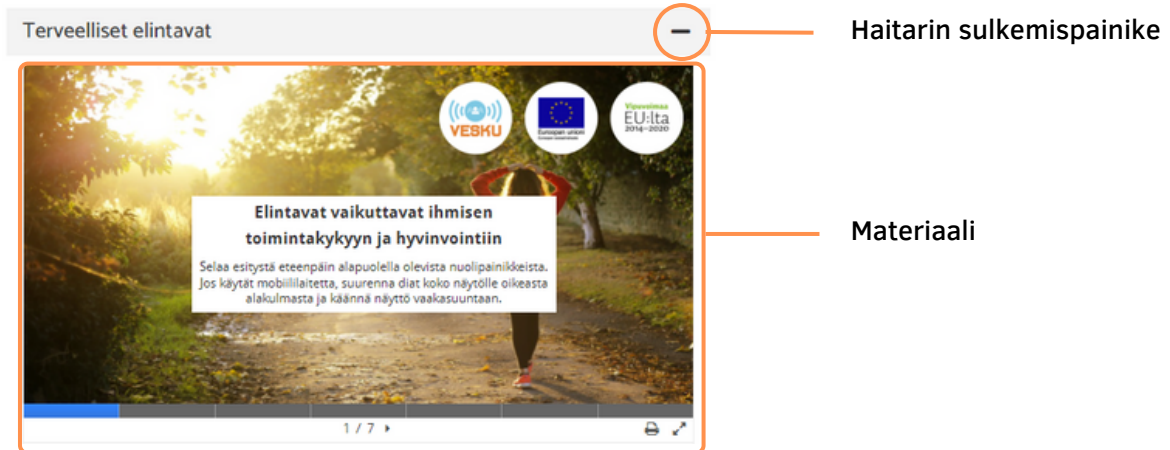 Terveelliset elintavat
Haitarin sulkemispainike
VESKU
Euroopan unioni
Vipuvoimaa
EU:lta
2014–2020
Elintavat vaikuttavat ihmisen
toimintakykyyn ja hyvinvointiin
Selaa esitystä eteenpäin alapuolella olevista nuolipainikkeista.
Jos käytät mobiililaitetta, suurenna diat koko näytölle oikeasta
alakulmasta ja käännä näyttö vaakasuuntaan.
Materiaali
1 / 7